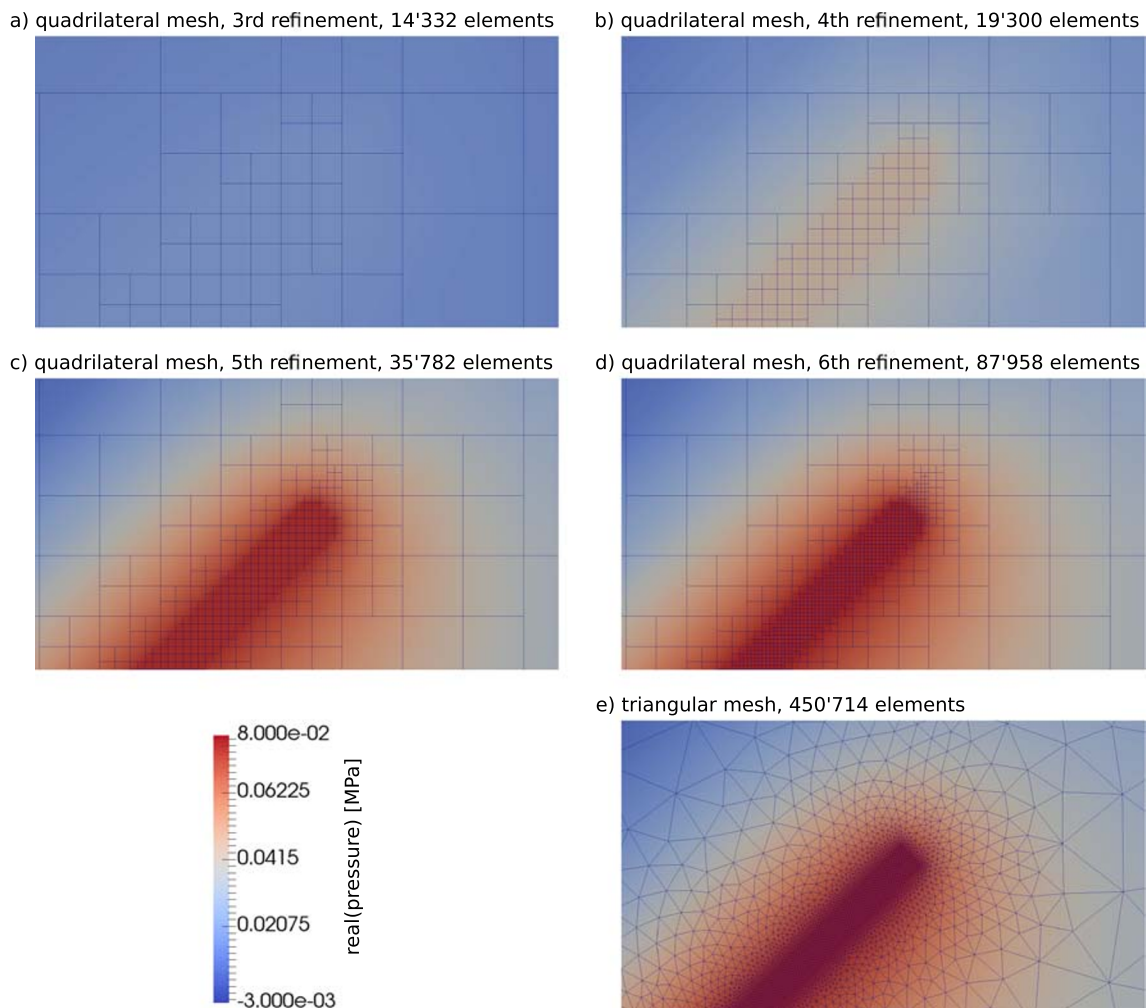 a) quadrilateral mesh, 3rd refinement, 14'332 elements
b) quadrilateral mesh, 4th refinement, 19'300 elements
c) quadrilateral mesh, 5th refinement, 35'782 elements
d) quadrilateral mesh, 6th refinement, 87'958 elements
e) triangular mesh, 450'714 elements
8.000e-02
0.06225
0.0415
0.02075
-3.000e-03
real(pressure) [MPa]